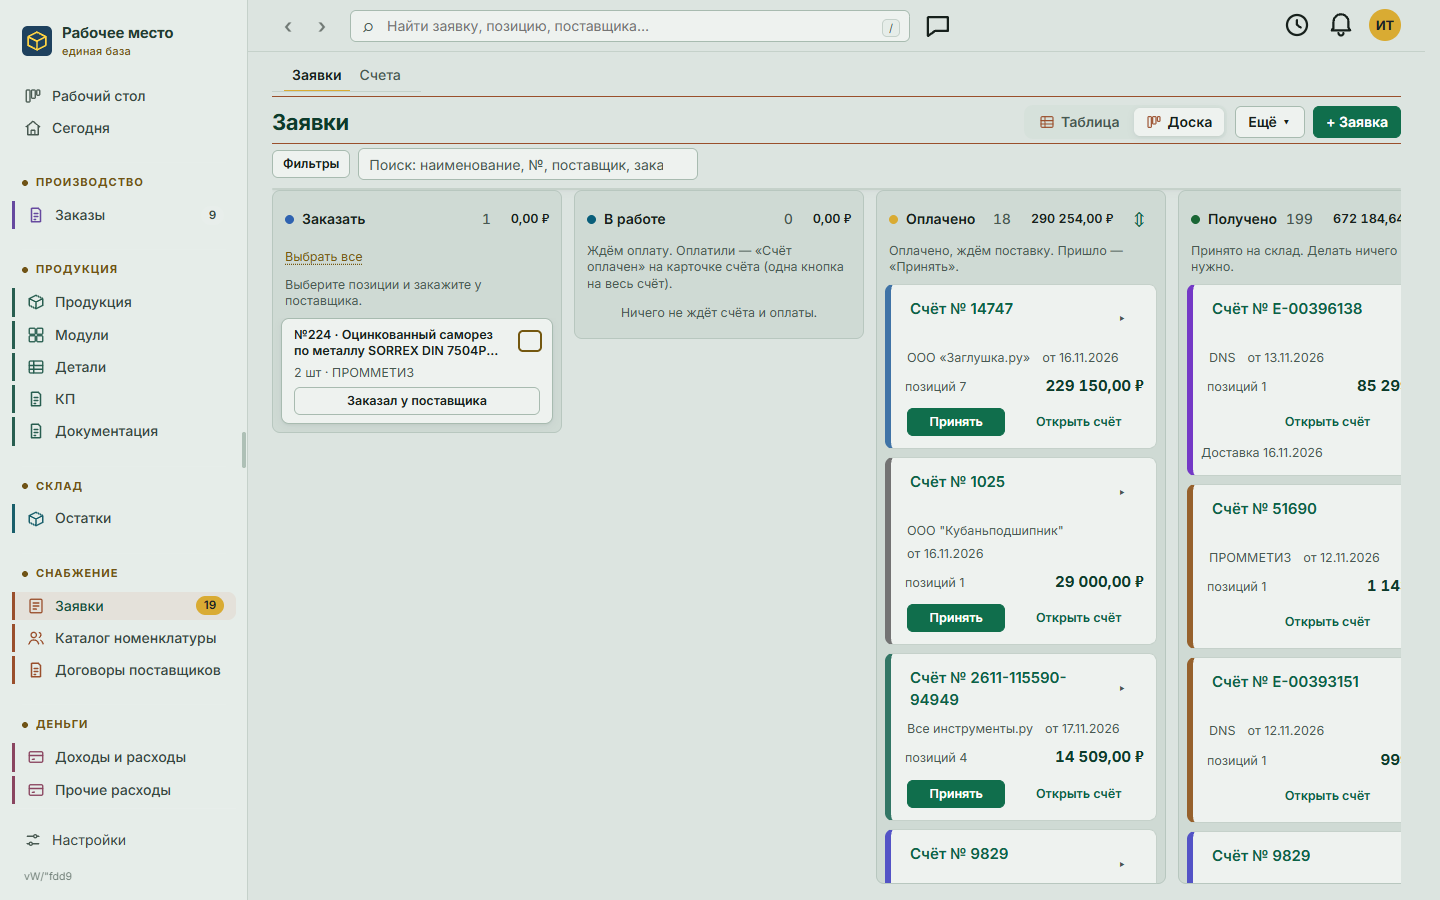 Рабочее место
единая база
Рабочий стол
Сегодня
ПРОИЗВОДСТВО
Заказы 9
ПРОДУКЦИЯ
Продукция
Модули
Детали
КП
Документация
СКЛАД
Остатки
СНАБЖЕНИЕ
Заявки 19
Каталог номенклатуры
Договоры поставщиков
ДЕНЬГИ
Доходы и расходы
Прочие расходы
Настройки
vW/"fdd9
Найти заявку, позицию, поставщика... /
ИТ
Заявки Счета
Заявки
Таблица Доска Ещё + Заявка
Фильтры Поиск: наименование, №, поставщик, зака
Заказать 1 0,00 ₽
Выбрать все
Выберите позиции и закажите у
поставщика.
№224 · Оцинкованный саморез
по металлу SORREX DIN 7504P...
2 шт · ПРОММЕТИЗ
Заказал у поставщика
В работе 0 0,00 ₽
Ждём оплату. Оплатили — «Счёт
оплачен» на карточке счёта (одна кнопка
на весь счёт).
Ничего не ждёт счёта и оплаты.
Оплачено 18 290 254,00 ₽
Оплачено, ждём поставку. Пришло —
«Принять».
Счёт № 14747
ООО «Заглушка.ру» от 16.11.2026
позиций 7 229 150,00 ₽
Принять Открыть счёт
Счёт № 1025
ООО "Кубаньподшипник"
от 16.11.2026
позиций 1 29 000,00 ₽
Принять Открыть счёт
Счёт № 2611-115590-
94949
Все инструменты.ру от 17.11.2026
позиций 4 14 509,00 ₽
Принять Открыть счёт
Счёт № 9829
Получено 199 672 184,64
Принято на склад. Делать ничего
нужно.
Счёт № E-00396138
DNS от 13.11.2026
позиций 1 85 29
Открыть счёт
Доставка 16.11.2026
Счёт № 51690
ПРОММЕТИЗ от 12.11.2026
позиций 1 1 14
Открыть счёт
Счёт № E-00393151
DNS от 12.11.2026
позиций 1 99
Открыть счёт
Счёт № 9829